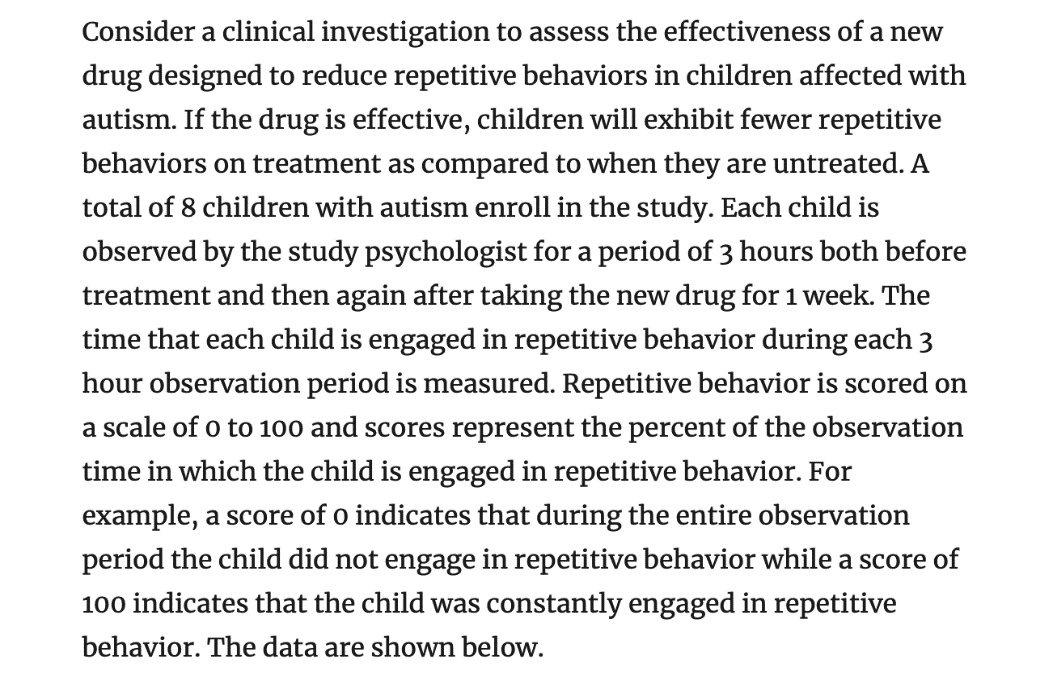 Consider a clinical investigation to assess the effectiveness of a new
drug designed to reduce repetitive behaviors in children affected with
autism. If the drug is effective, children will exhibit fewer repetitive
behaviors on treatment as compared to when they are untreated. A
total of 8 children with autism enroll in the study. Each child is
observed by the study psychologist for a period of 3 hours both before
treatment and then again after taking the new drug for 1 week. The
time that each child is engaged in repetitive behavior during each 3
hour observation period is measured. Repetitive behavior is scored on
a scale of 0 to 100 and scores represent the percent of the observation
time in which the child is engaged in repetitive behavior. For
example, a score of 0 indicates that during the entire observation
period the child did not engage in repetitive behavior while a score of
100 indicates that the child was constantly engaged in repetitive
behavior. The data are shown below.